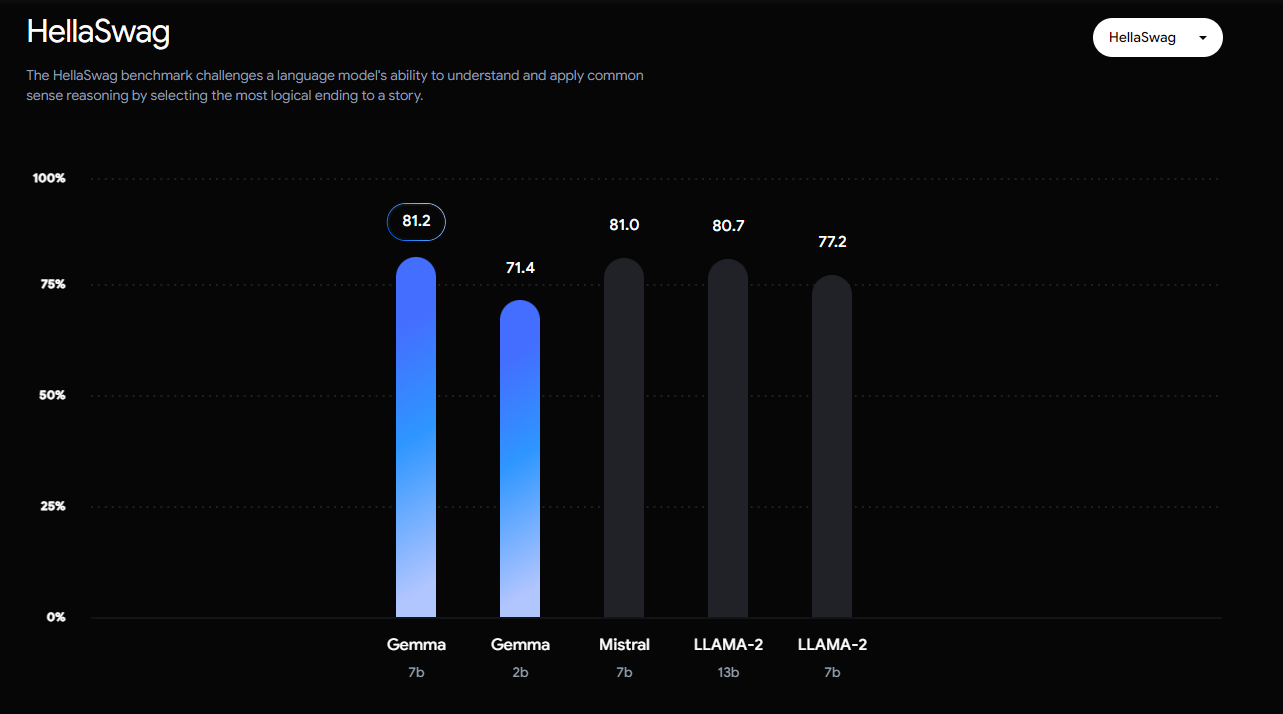 HellaSwag
HellaSwag
The HellaSwag benchmark challenges a language model's ability to understand and apply common
sense reasoning by selecting the most logical ending to a story.
100%
75%
50%
25%
0%
81.2
71.4
81.0
80.7
77.2
Gemma
7b
Gemma
2b
Mistral
7b
LLAMA-2
13b
LLAMA-2
7b